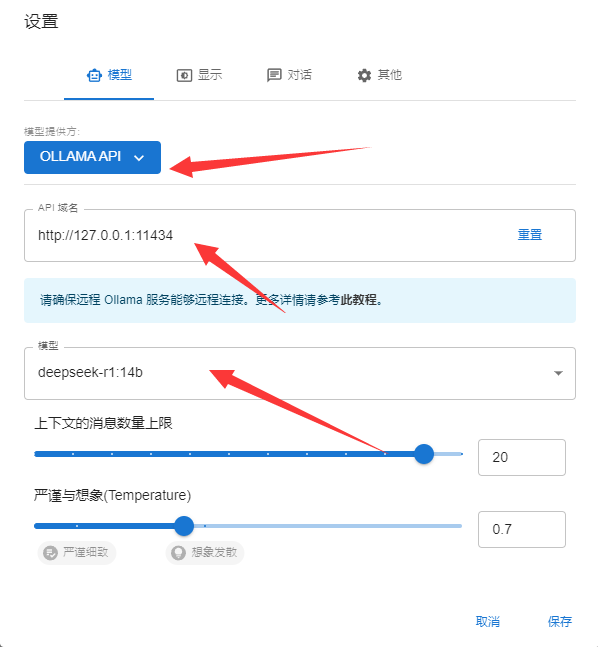 设置
模型 显示 对话 其他
模型提供方:
OLLAMA API
API 域名
http://127.0.0.1:11434 重置
请确保远程 Ollama 服务能够远程连接。更多详情请参考此教程。
模型
deepseek-r1:14b
上下文的消息数量上限
20
严谨与想象(Temperature)
0.7
严谨细致 想象发散
取消 保存